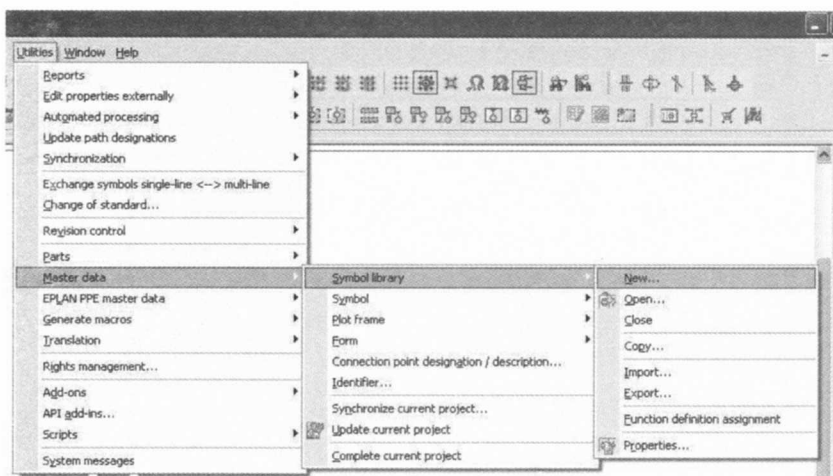 Utilities Window Help
Reports
Edit properties externally
Automated processing
Update path designations
Synchronization
Exchange symbols single-line <--> multi-line
Change of standard...
Revision control
Parts
Master data
EPLAN PPE master data
Generate macros
Translation
Rights management...
Add-ons
API add-ins...
Scripts
System messages
Symbol library
Symbol
Plot frame
Form
Connection point designation / description...
Identifier...
Synchronize current project...
Update current project
Complete current project
New...
Open...
Close
Copy...
Import...
Export...
Function definition assignment
Properties...